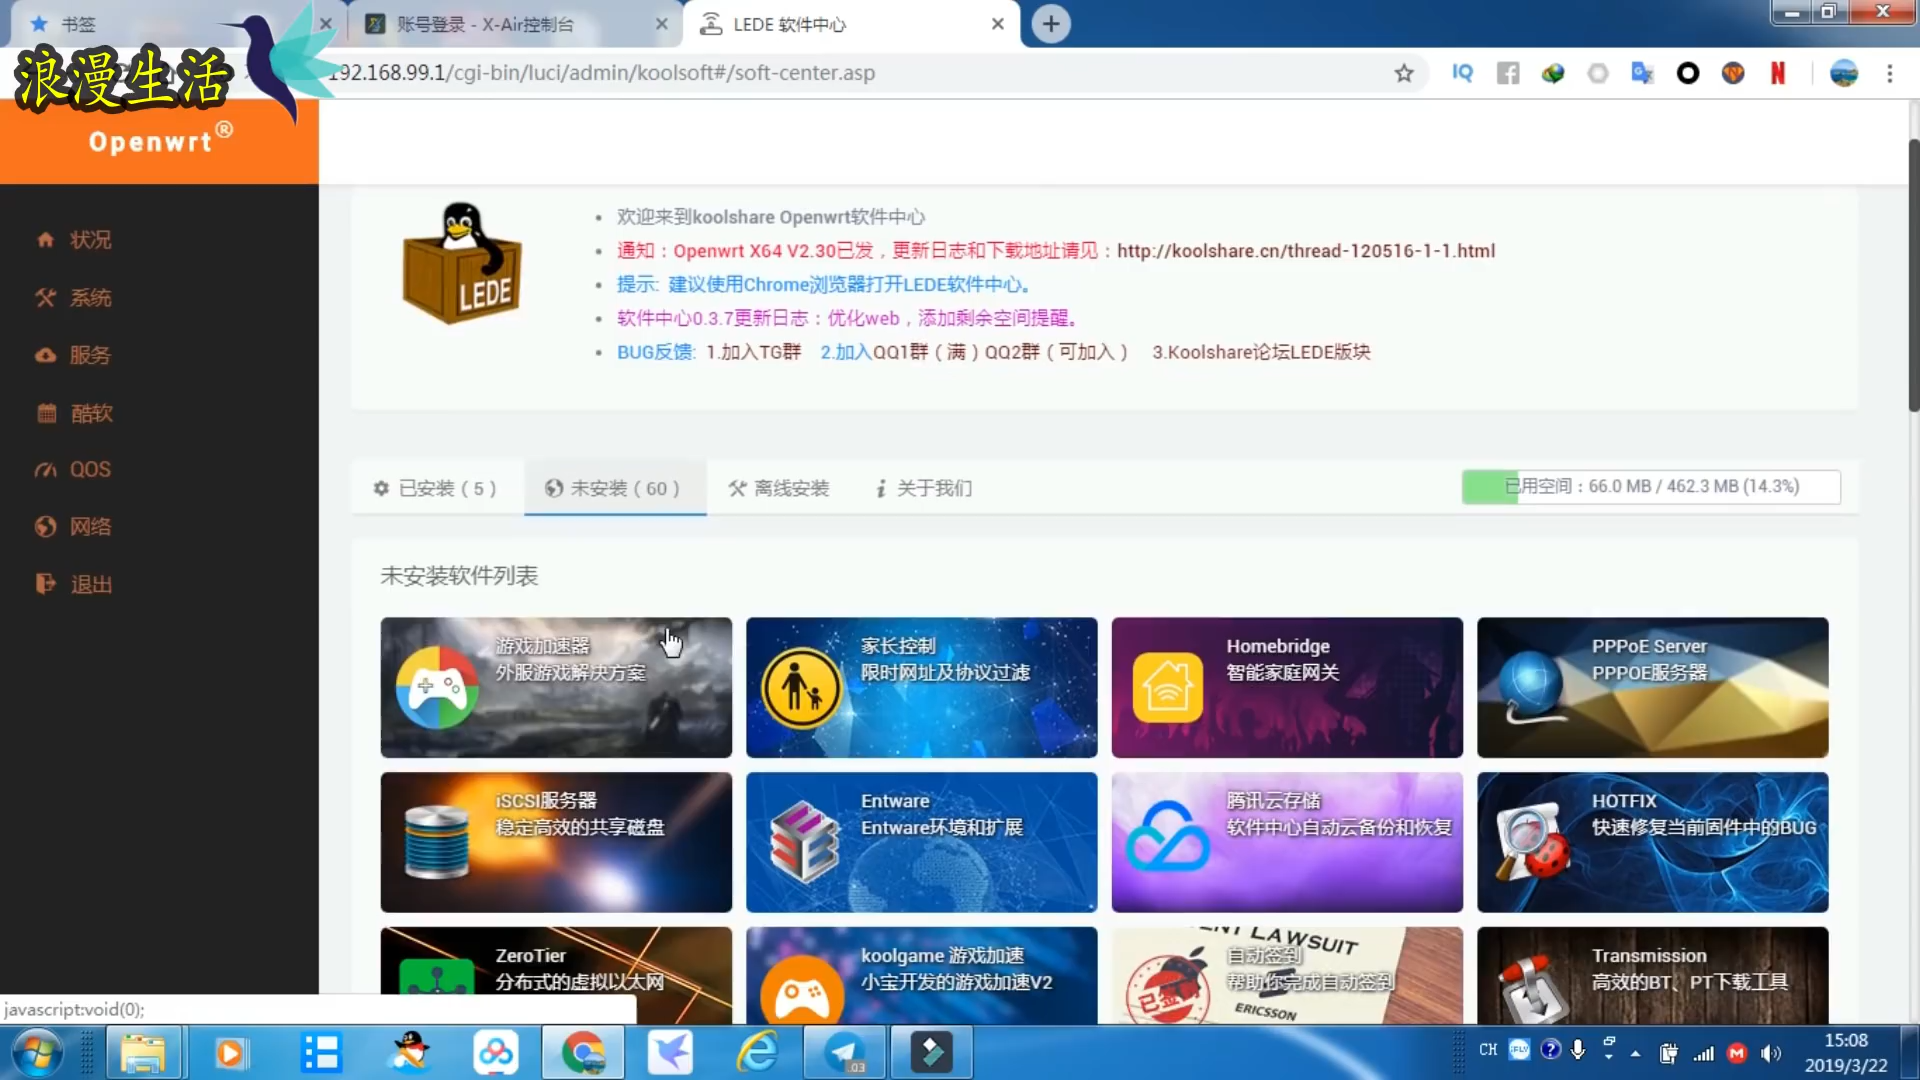 书签
账号登录 - X-Air控制台
LEDE 软件中心
浪漫生活
192.168.99.1/cgi-bin/luci/admin/koolsoft#/soft-center.asp
IQ
N
Openwrt®
状况
系统
服务
酷软
QOS
网络
退出
LEDE
欢迎来到koolshare Openwrt软件中心
通知：Openwrt X64 V2.30已发，更新日志和下载地址请见：http://koolshare.cn/thread-120516-1-1.html
提示: 建议使用Chrome浏览器打开LEDE软件中心。
软件中心0.3.7更新日志：优化web，添加剩余空间提醒。
BUG反馈: 1.加入TG群 2.加入QQ1群（满）QQ2群（可加入） 3.Koolshare论坛LEDE版块
已安装 ( 5 )
未安装 ( 60 )
离线安装
关于我们
已用空间：66.0 MB / 462.3 MB (14.3%)
未安装软件列表
游戏加速器
外服游戏解决方案
家长控制
限时网址及协议过滤
Homebridge
智能家庭网关
PPPoE Server
PPPOE服务器
iSCSI服务器
稳定高效的共享磁盘
Entware
Entware环境和扩展
腾讯云存储
软件中心自动云备份和恢复
HOTFIX
快速修复当前固件中的BUG
ZeroTier
分布式的虚拟以太网
koolgame 游戏加速
小宝开发的游戏加速V2
LAWSUIT
自动签到
帮助你完成自动签到
ERICSSON
Transmission
高效的BT、PT下载工具
javascript:void(0);
.03
CH
15:08
2019/3/22